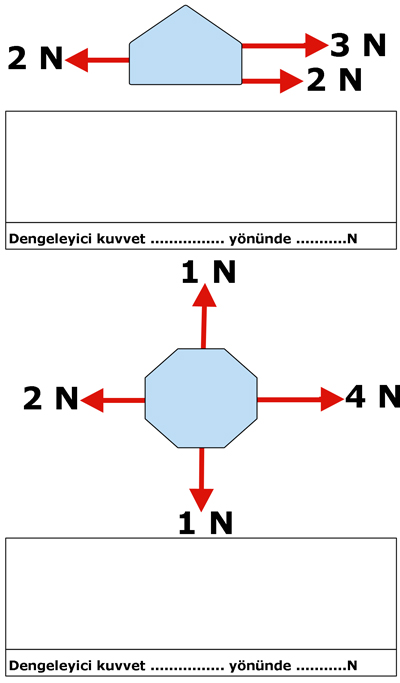 2 N
3 N
2 N
Dengeleyici kuvvet ................ yönünde ...........N
1 N
2 N
4 N
1 N
Dengeleyici kuvvet ................ yönünde ...........N